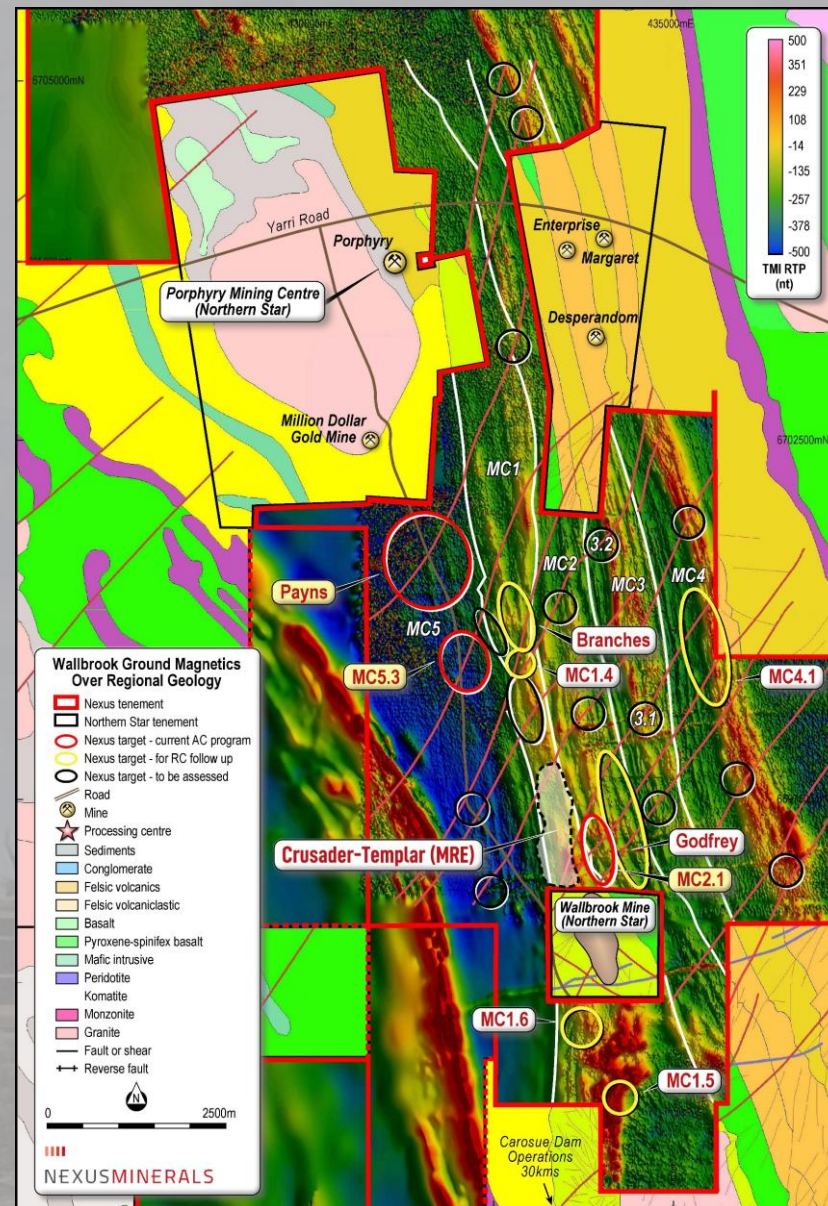 435000mE
6705000mN
500
351
229
108
-14
-135
-257
-378
-500
TMI RTP
(nt)
Yarri Road
Porphyry
Enterprise
Margaret
Porphyry Mining Centre
(Northern Star)
Desperandom
Million Dollar
Gold Mine
6702500mN
MC1
MC2
3.2
MC3
MC4
Payns
MC5
Branches
MC5.3
MC1.4
MC4.1
3.1
Crusader-Templar (MRE)
Godfrey
MC2.1
Wallbrook Mine
(Northern Star)
MC1.6
MC1.5
Carosue Dam
Operations
30kms
Wallbrook Ground Magnetics
Over Regional Geology
Nexus tenement
Northern Star tenement
Nexus target - current AC program
Nexus target - for RC follow up
Nexus target - to be assessed
Road
Mine
Processing centre
Sediments
Conglomerate
Felsic volcanics
Felsic volcaniclastic
Basalt
Pyroxene-spinifex basalt
Mafic intrusive
Peridotite
Komatite
Monzonite
Granite
Fault or shear
Reverse fault
N
0 2500m
NEXUSMINERALS